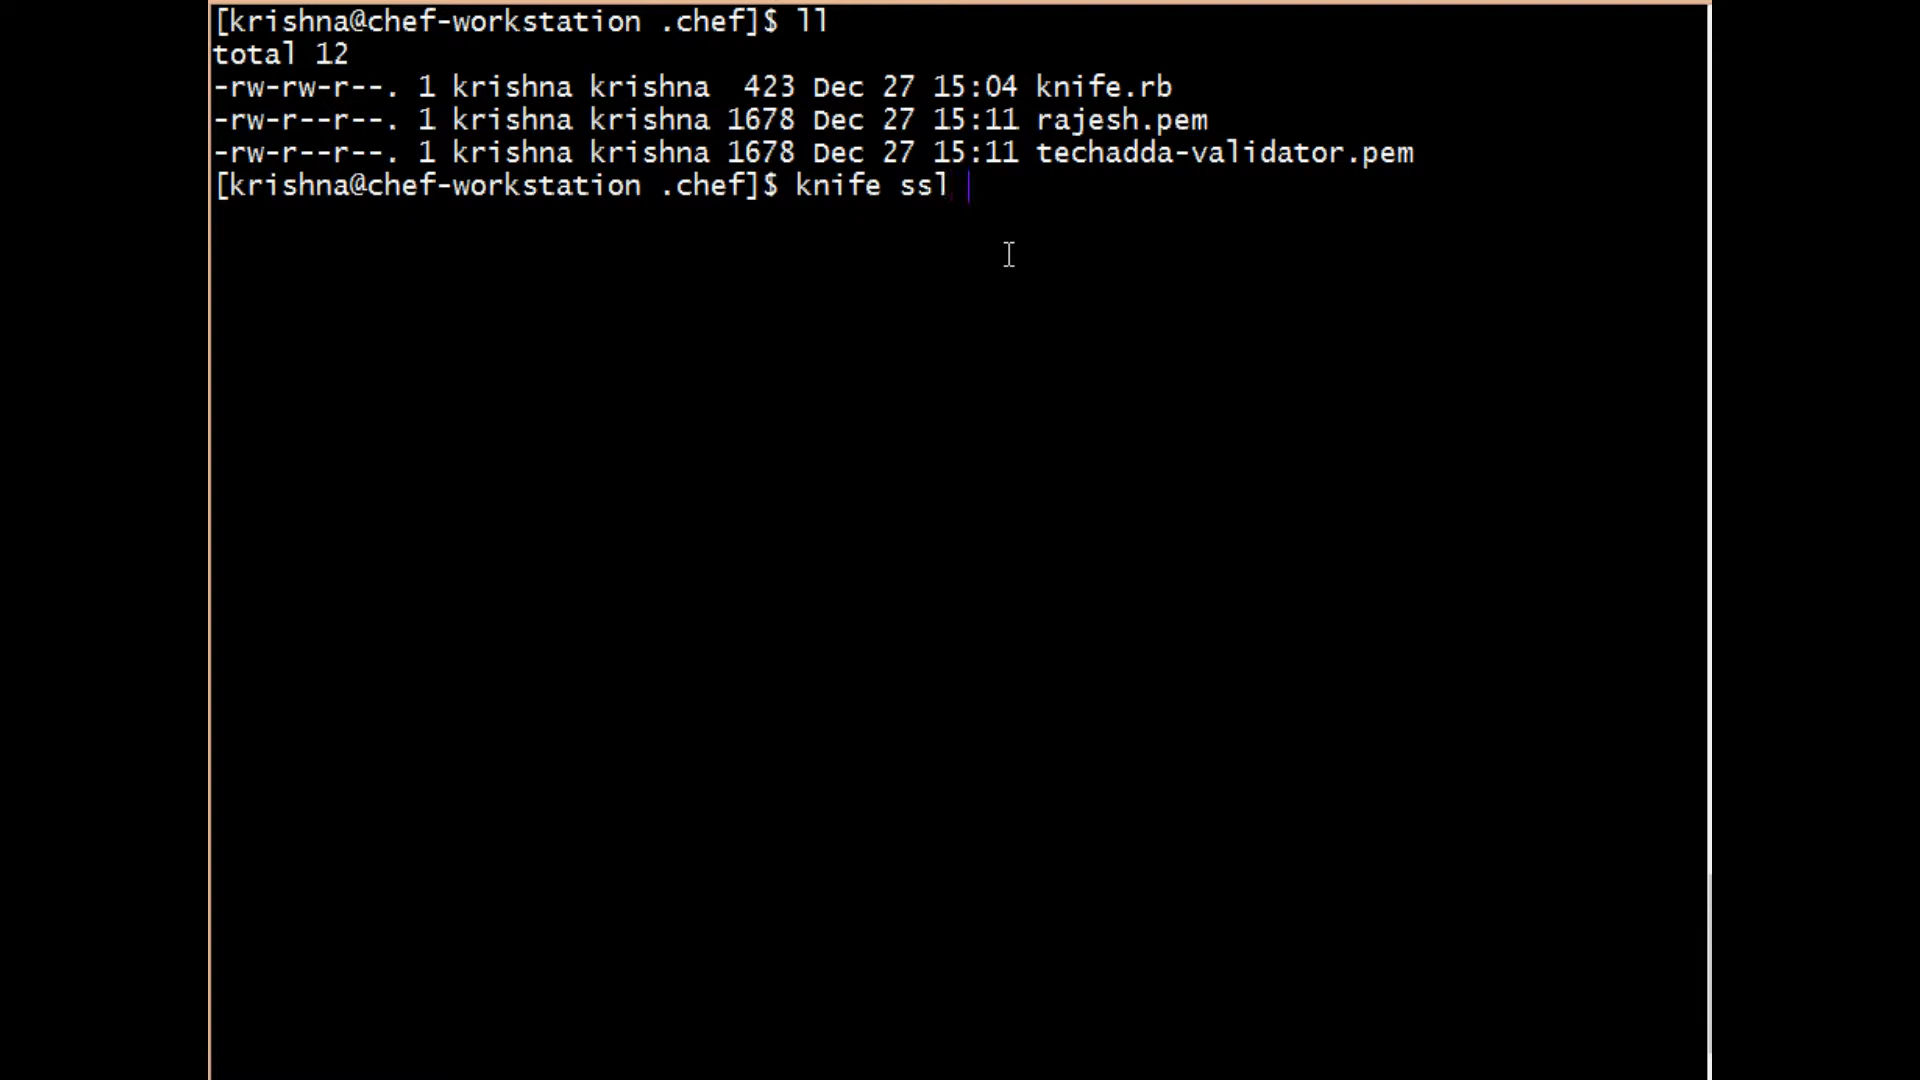 [krishna@chef-workstation .chef]$ ll
total 12
-rw-rw-r--. 1 krishna krishna  423 Dec 27 15:04 knife.rb
-rw-r--r--. 1 krishna krishna 1678 Dec 27 15:11 rajesh.pem
-rw-r--r--. 1 krishna krishna 1678 Dec 27 15:11 techadda-validator.pem
[krishna@chef-workstation .chef]$ knife ssl